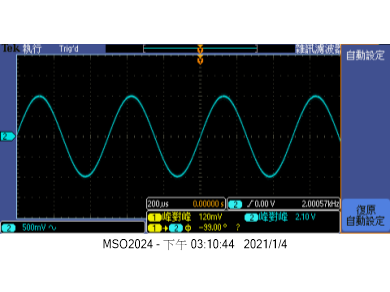 Tek 執行 Trig'd 雜訊濾波器
自動設定
2
200µs 0.00000 s 2 ∫ 0.00 V 2.00057kHz
1 峰對峰 120mV 2 峰對峰 2.10 V
2 500mV ∿ 1 → 2 Φ -99.00 ° ?
復原
自動設定
MSO2024 - 下午 03:10:44 2021/1/4